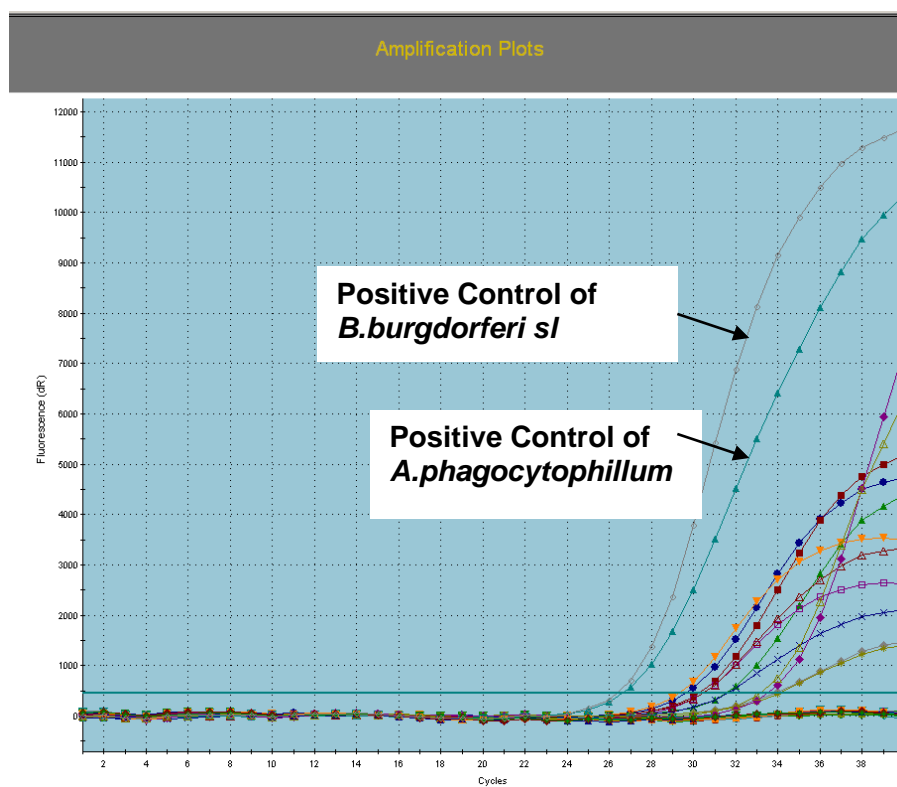 Amplification Plots
12000
11000
10000
9000
8000
7000
6000
5000
4000
3000
2000
1000
0
Fluorescence (dR)
Positive Control of
B.burgdorferi sl
Positive Control of
A.phagocytophillum
2 4 6 8 10 12 14 16 18 20 22 24 26 28 30 32 34 36 38
Cycles